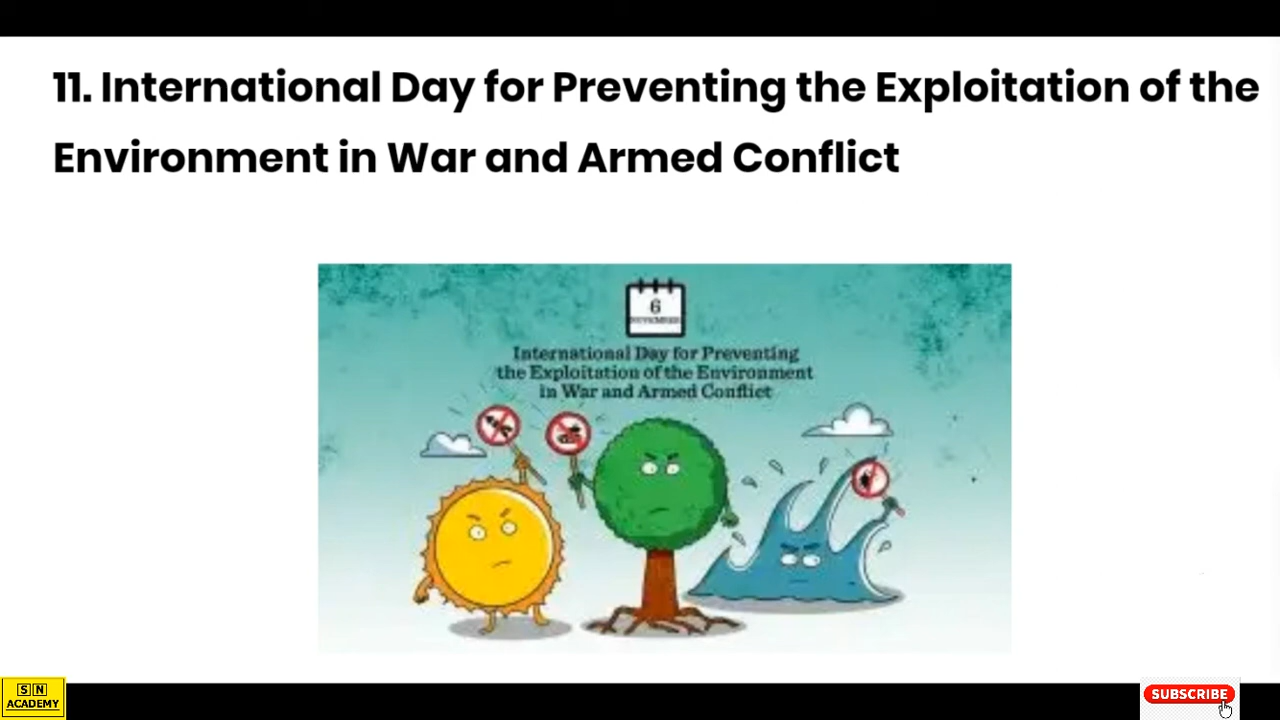 11. International Day for Preventing the Exploitation of the
Environment in War and Armed Conflict
6
NOVEMBER
International Day for Preventing
the Exploitation of the Environment
in War and Armed Conflict
S N
ACADEMY
SUBSCRIBE